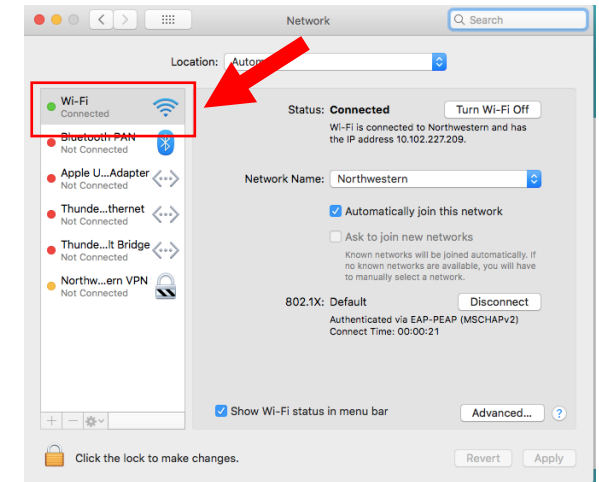 Network
Search
Location:
Wi-Fi
Connected
Bluetooth PAN
Not Connected
Apple U...Adapter
Not Connected
Thunde...thernet
Not Connected
Thunde...lt Bridge
Not Connected
Northw...ern VPN
Not Connected
Status: Connected
Turn Wi-Fi Off
Wi-Fi is connected to Northwestern and has
the IP address 10.102.227.209.
Network Name: Northwestern
Automatically join this network
Ask to join new networks
Known networks will be joined automatically. If
no known networks are available, you will have
to manually select a network.
802.1X: Default
Disconnect
Authenticated via EAP-PEAP (MSCHAPv2)
Connect Time: 00:00:21
Show Wi-Fi status in menu bar
Advanced...
?
Click the lock to make changes.
Revert
Apply